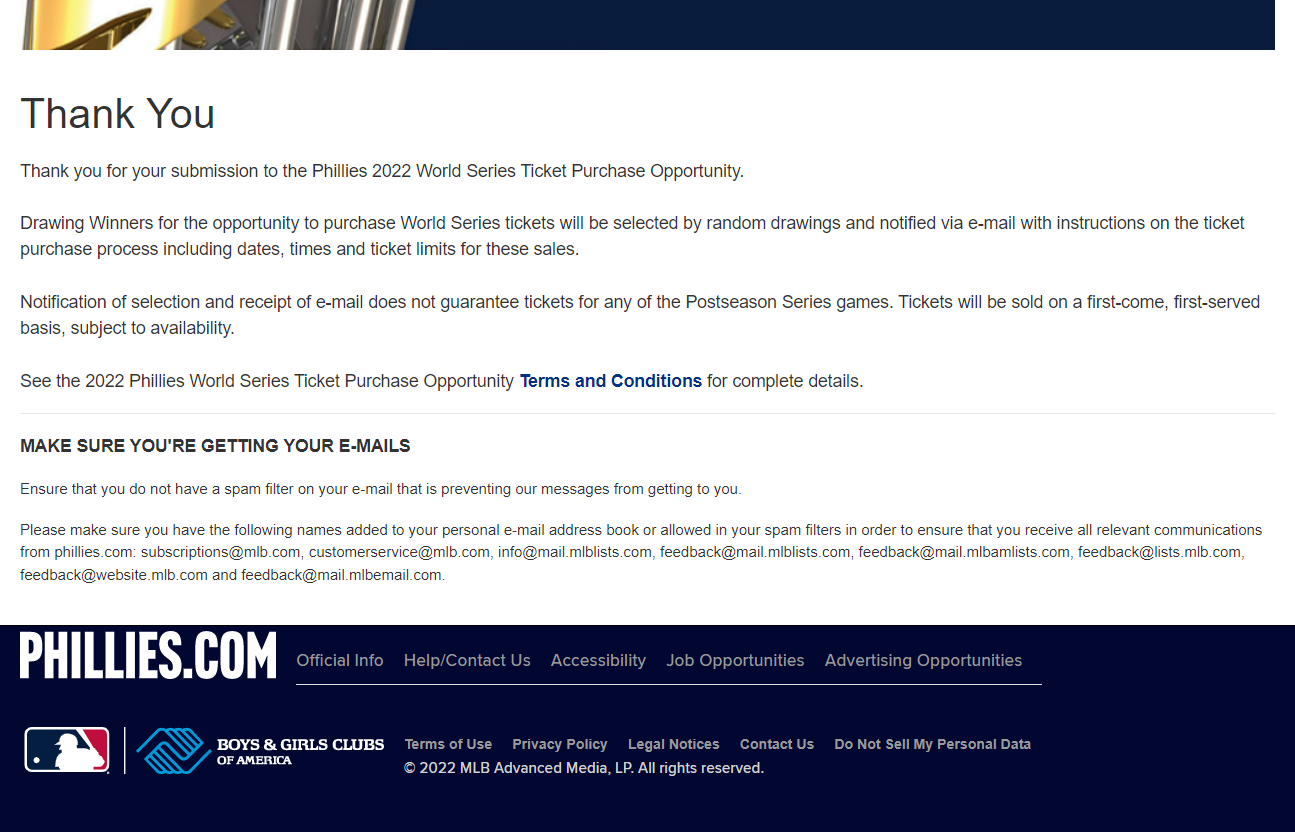 Thank You
Thank you for your submission to the Phillies 2022 World Series Ticket Purchase Opportunity.
Drawing Winners for the opportunity to purchase World Series tickets will be selected by random drawings and notified via e-mail with instructions on the ticket
purchase process including dates, times and ticket limits for these sales.
Notification of selection and receipt of e-mail does not guarantee tickets for any of the Postseason Series games. Tickets will be sold on a first-come, first-served
basis, subject to availability.
See the 2022 Phillies World Series Ticket Purchase Opportunity Terms and Conditions for complete details.
MAKE SURE YOU'RE GETTING YOUR E-MAILS
Ensure that you do not have a spam filter on your e-mail that is preventing our messages from getting to you.
Please make sure you have the following names added to your personal e-mail address book or allowed in your spam filters in order to ensure that you receive all relevant communications
from phillies.com: subscriptions@mlb.com, customerservice@mlb.com, info@mail.mlblists.com, feedback@mail.mlblists.com, feedback@mail.mlbamlists.com, feedback@lists.mlb.com,
feedback@website.mlb.com and feedback@mail.mlbemail.com.
PHILLIES.COM
Official Info Help/Contact Us Accessibility Job Opportunities Advertising Opportunities
BOYS & GIRLS CLUBS
OF AMERICA
Terms of Use Privacy Policy Legal Notices Contact Us Do Not Sell My Personal Data
© 2022 MLB Advanced Media, LP. All rights reserved.